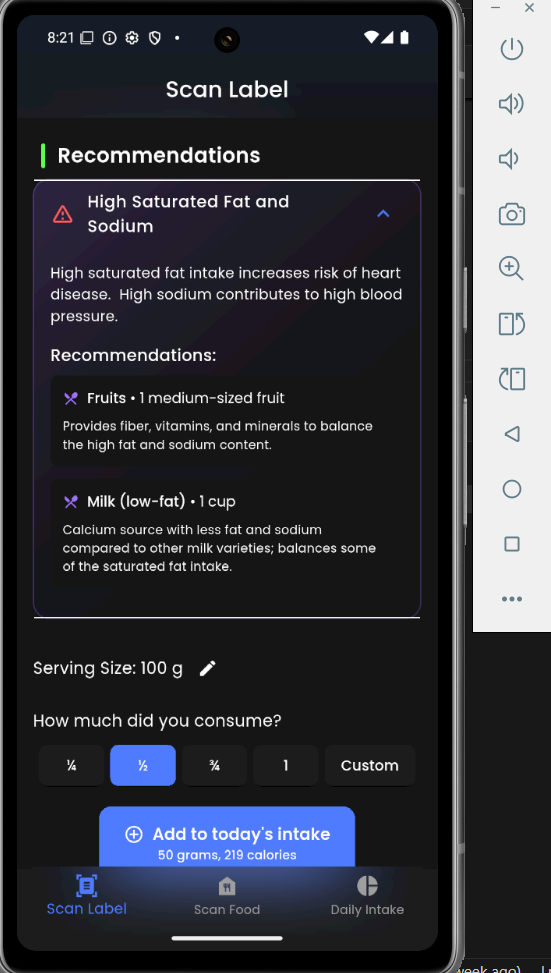 8:21
Scan Label
Recommendations
High Saturated Fat and
Sodium
High saturated fat intake increases risk of heart
disease.  High sodium contributes to high blood
pressure.
Recommendations:
Fruits • 1 medium-sized fruit
Provides fiber, vitamins, and minerals to balance
the high fat and sodium content.
Milk (low-fat) • 1 cup
Calcium source with less fat and sodium
compared to other milk varieties; balances some
of the saturated fat intake.
Serving Size: 100 g
How much did you consume?
¼ ½ ¾ 1 Custom
Add to today's intake
50 grams, 219 calories
Scan Label Scan Food Daily Intake
week ago)